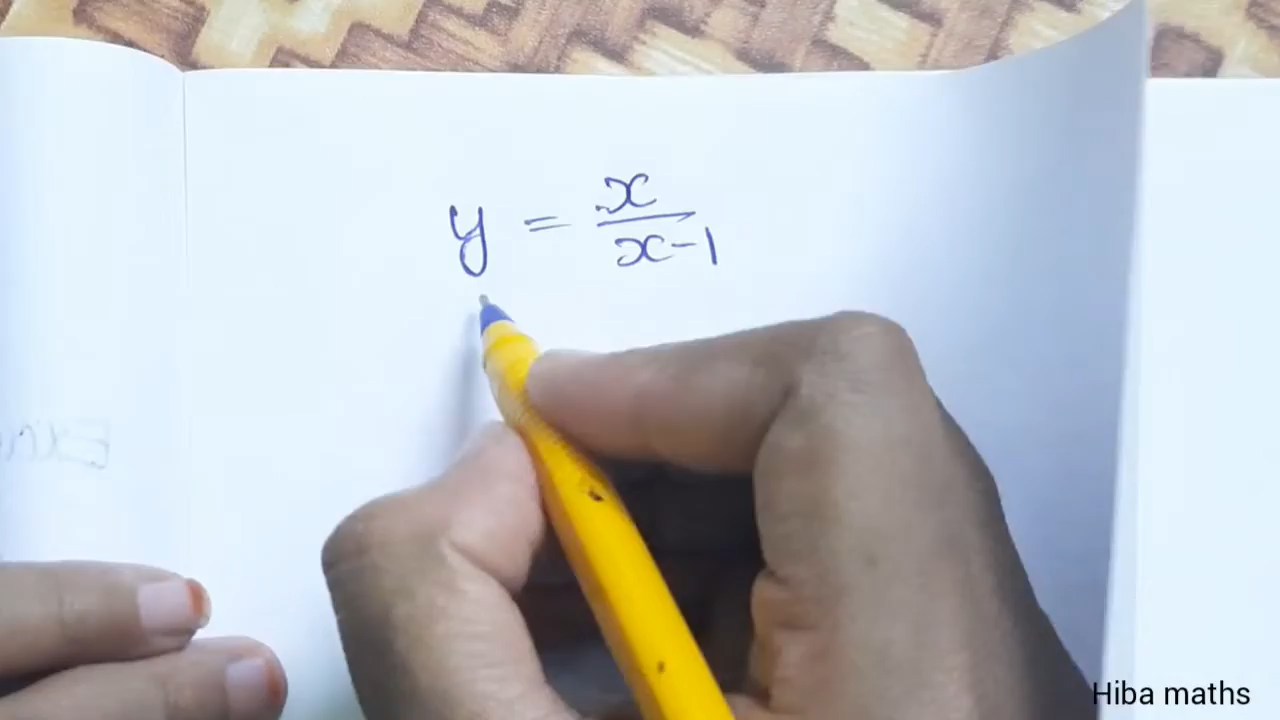 y = x/(x-1)
Hiba maths